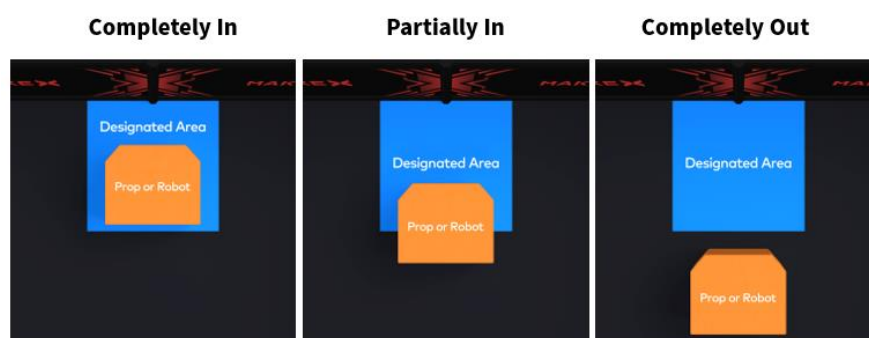 Completely In
Partially In
Completely Out
Designated Area
Prop or Robot
Designated Area
Prop or Robot
Designated Area
Prop or Robot